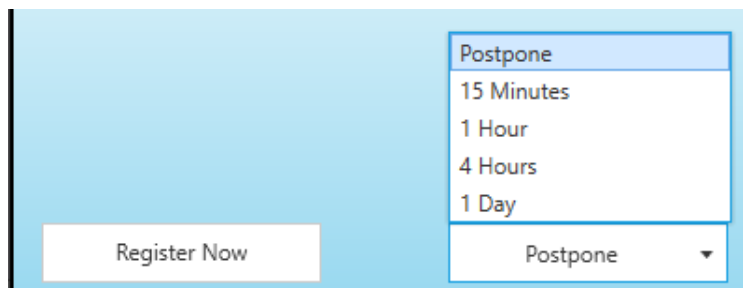 Postpone
15 Minutes
1 Hour
4 Hours
1 Day
Register Now
Postpone